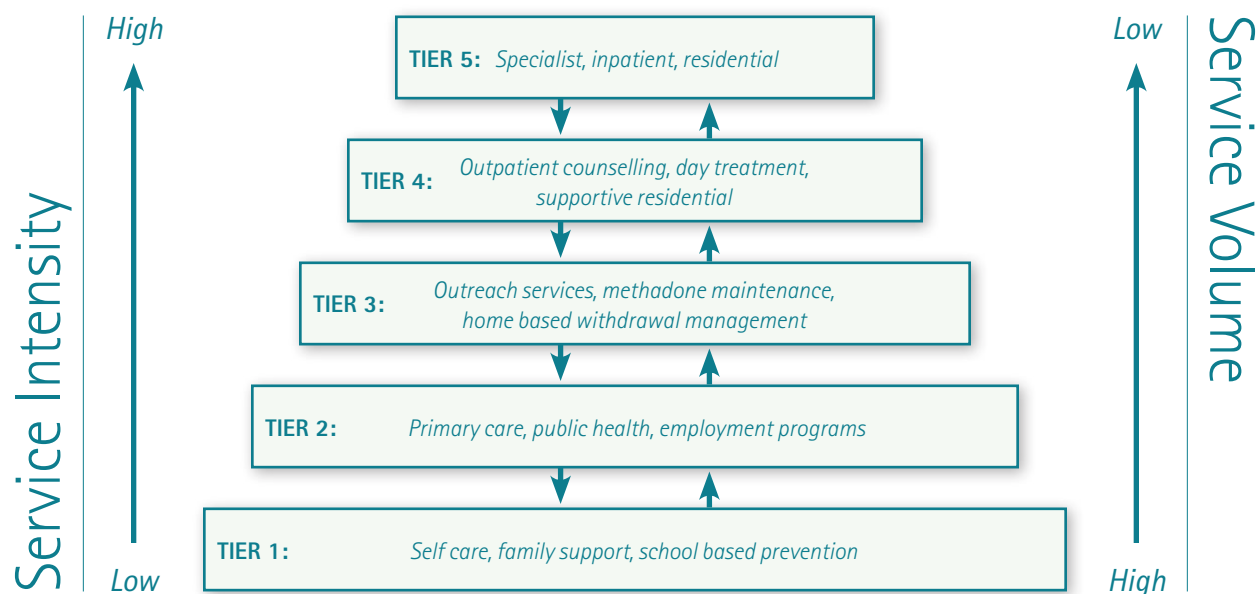 Service Intensity
High
Low
TIER 5: Specialist, inpatient, residential
TIER 4: Outpatient counselling, day treatment,
supportive residential
TIER 3: Outreach services, methadone maintenance,
home based withdrawal management
TIER 2: Primary care, public health, employment programs
TIER 1: Self care, family support, school based prevention
Low
High
Service Volume